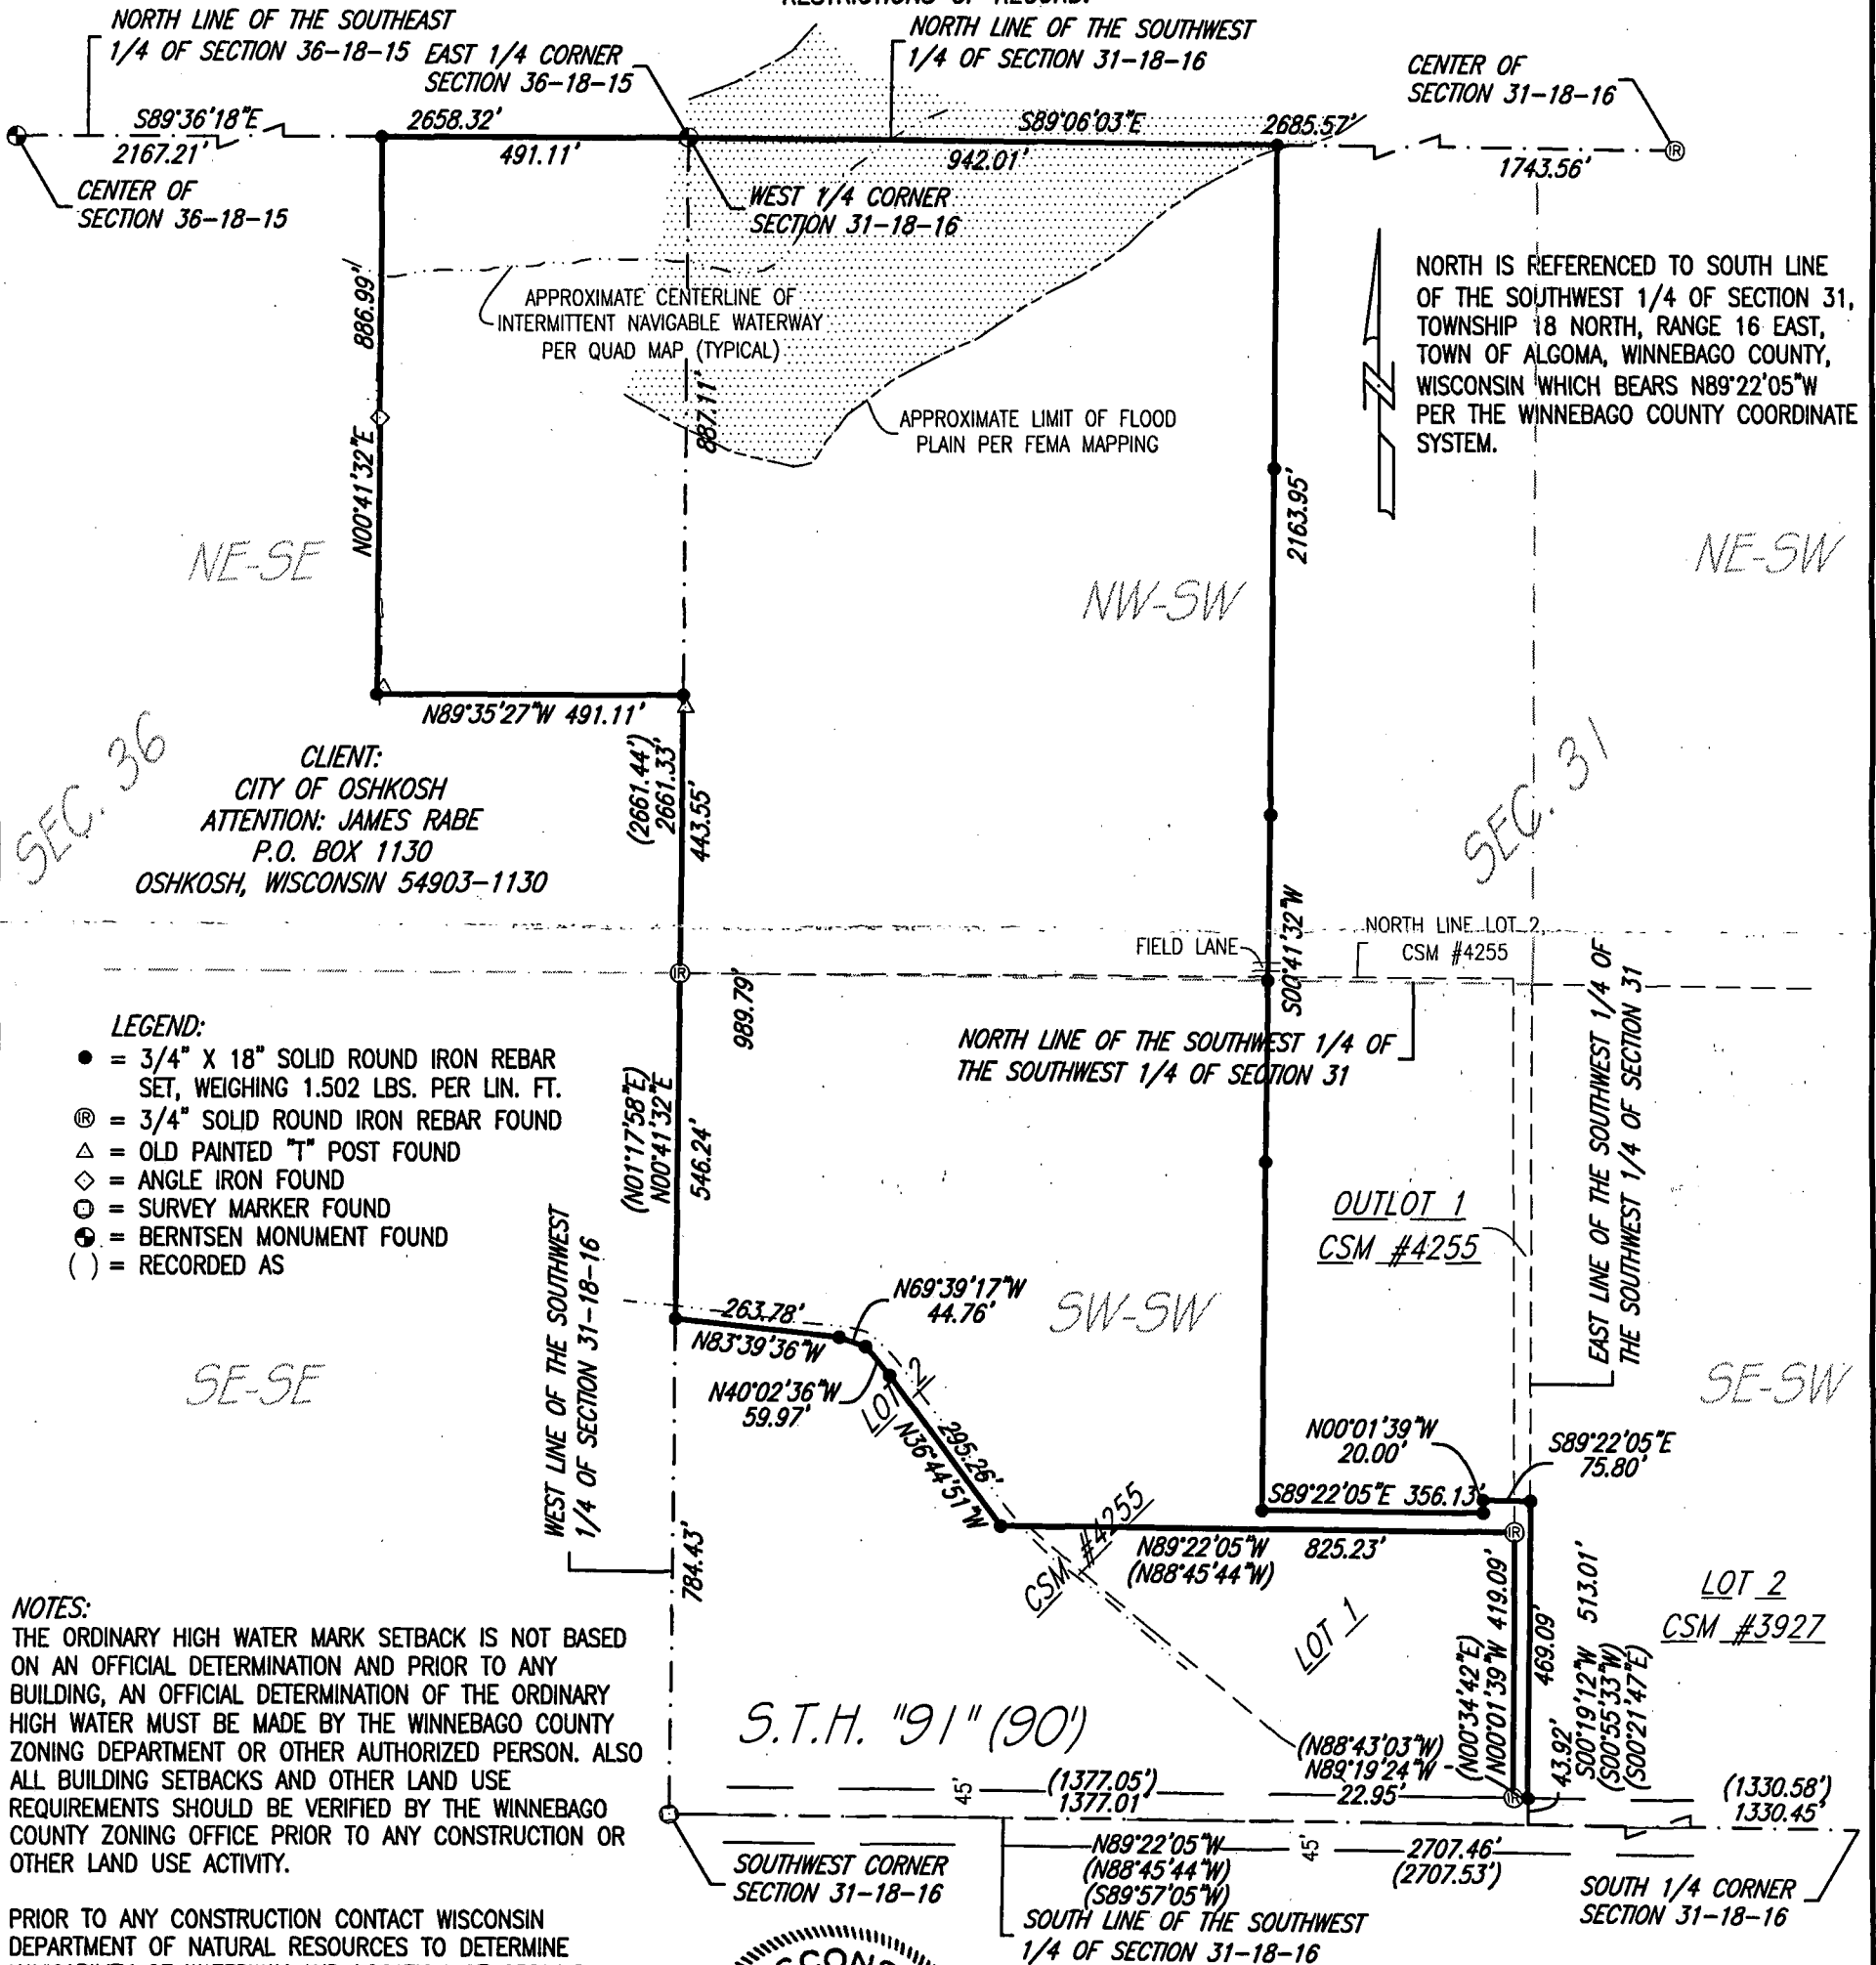 RESTRICTIONS OF RECORD.
NORTH LINE OF THE SOUTHEAST
1/4 OF SECTION 36-18-15
EAST 1/4 CORNER
SECTION 36-18-15
NORTH LINE OF THE SOUTHWEST
1/4 OF SECTION 31-18-16
CENTER OF
SECTION 31-18-16
S89°36'18"E
2658.32'
S89°06'03"E
2685.57'
2167.21'
491.11'
942.01'
1743.56'
CENTER OF
SECTION 36-18-15
WEST 1/4 CORNER
SECTION 31-18-16
886.99'
N00°41'32"E
APPROXIMATE CENTERLINE OF
INTERMITTENT NAVIGABLE WATERWAY
PER QUAD MAP (TYPICAL)
887.11'
APPROXIMATE LIMIT OF FLOOD
PLAIN PER FEMA MAPPING
N
NORTH IS REFERENCED TO SOUTH LINE
OF THE SOUTHWEST 1/4 OF SECTION 31,
TOWNSHIP 18 NORTH, RANGE 16 EAST,
TOWN OF ALGOMA, WINNEBAGO COUNTY,
WISCONSIN WHICH BEARS N89°22'05"W
PER THE WINNEBAGO COUNTY COORDINATE
SYSTEM.
2163.95'
NE-SE
NW-SW
NE-SW
N89°35'27"W 491.11'
SEC. 36
CLIENT:
CITY OF OSHKOSH
ATTENTION: JAMES RABE
P.O. BOX 1130
OSHKOSH, WISCONSIN 54903-1130
(2661.44')
2661.33'
443.55'
SEC. 31
S00°41'32"W
FIELD LANE
NORTH LINE LOT 2,
CSM #4255
IR
989.79'
NORTH LINE OF THE SOUTHWEST 1/4 OF
THE SOUTHWEST 1/4 OF SECTION 31
EAST LINE OF THE SOUTHWEST 1/4 OF
THE SOUTHWEST 1/4 OF SECTION 31
LEGEND:
● = 3/4" X 18" SOLID ROUND IRON REBAR
SET, WEIGHING 1.502 LBS. PER LIN. FT.
IR = 3/4" SOLID ROUND IRON REBAR FOUND
△ = OLD PAINTED "T" POST FOUND
◇ = ANGLE IRON FOUND
= SURVEY MARKER FOUND
= BERNTSEN MONUMENT FOUND
( ) = RECORDED AS
(N01°17'58"E)
N00°41'32"E
546.24'
WEST LINE OF THE SOUTHWEST
1/4 OF SECTION 31-18-16
OUTLOT 1
CSM #4255
263.78'
N83°39'36"W
N69°39'17"W
44.76'
SW-SW
SE-SE
SE-SW
N40°02'36"W
59.97'
LOT 2
CSM #4255
N36°44'51"W
295.26'
N00°01'39"W
20.00'
S89°22'05"E
75.80'
S89°22'05"E 356.13'
IR
N89°22'05"W 825.23'
(N88°45'44"W)
784.43'
LOT 1
LOT 2
CSM #3927
(N00°34'42"E)
N00°01'39"W 419.09'
469.09'
43.92'
S00°19'12"W 513.01'
(S00°55'33"W)
(S00°21'47"E)
NOTES:
THE ORDINARY HIGH WATER MARK SETBACK IS NOT BASED
ON AN OFFICIAL DETERMINATION AND PRIOR TO ANY
BUILDING, AN OFFICIAL DETERMINATION OF THE ORDINARY
HIGH WATER MUST BE MADE BY THE WINNEBAGO COUNTY
ZONING DEPARTMENT OR OTHER AUTHORIZED PERSON. ALSO
ALL BUILDING SETBACKS AND OTHER LAND USE
REQUIREMENTS SHOULD BE VERIFIED BY THE WINNEBAGO
COUNTY ZONING OFFICE PRIOR TO ANY CONSTRUCTION OR
OTHER LAND USE ACTIVITY.
S.T.H. "91" (90')
(N88°43'03"W)
N89°19'24"W
22.95'
IR
45'
(1377.05')
1377.01'
(1330.58')
1330.45'
SOUTHWEST CORNER
SECTION 31-18-16
N89°22'05"W
(N88°45'44"W)
(S89°57'05"W)
45'
2707.46'
(2707.53')
SOUTH 1/4 CORNER
SECTION 31-18-16
SOUTH LINE OF THE SOUTHWEST
1/4 OF SECTION 31-18-16
PRIOR TO ANY CONSTRUCTION CONTACT WISCONSIN
DEPARTMENT OF NATURAL RESOURCES TO DETERMINE